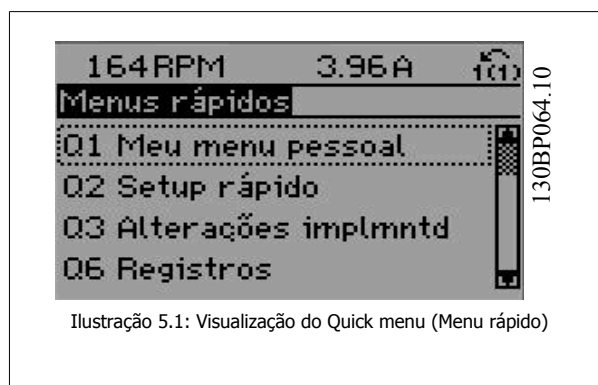 164RPM 3.96A 1(1)
Menus rápidos
Q1 Meu menu pessoal
Q2 Setup rápido
Q3 Alterações implmntd
Q6 Registros
130BP064.10
Ilustração 5.1: Visualização do Quick menu (Menu rápido)